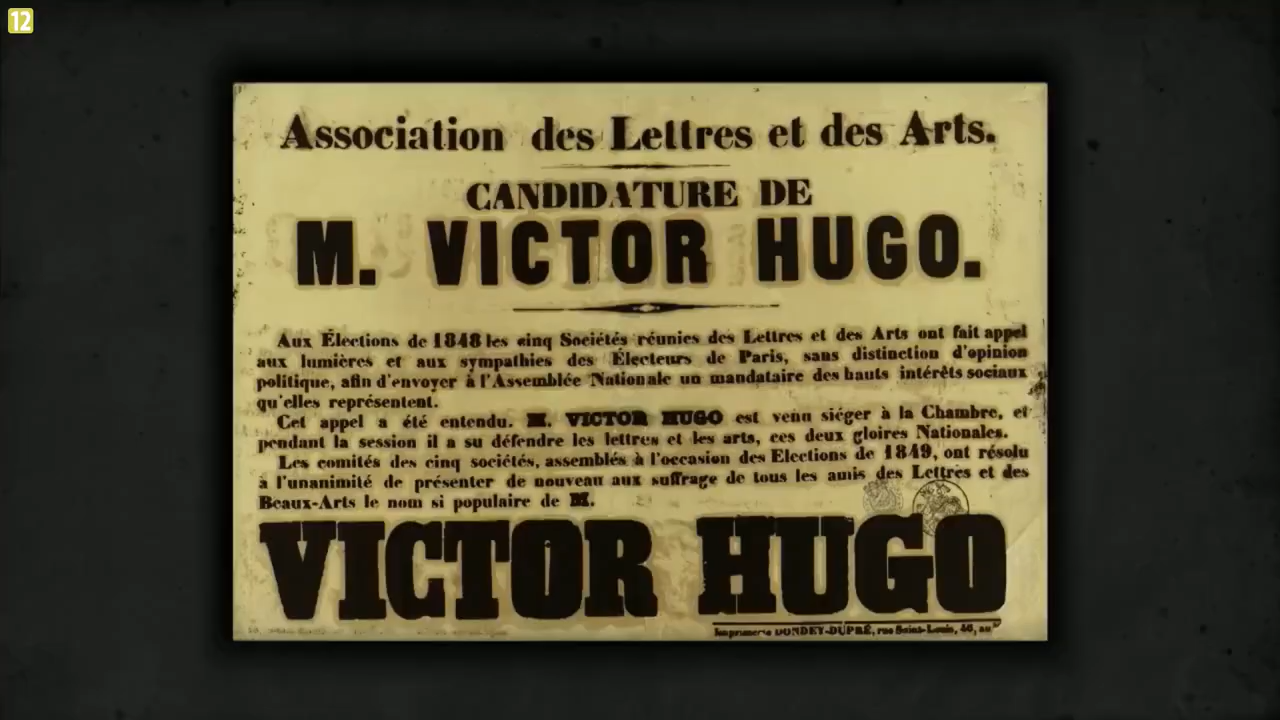 12
Association des Lettres et des Arts.
CANDIDATURE DE
M. VICTOR HUGO.
Aux Élections de 1848 les cinq Sociétés réunies des Lettres et des Arts ont fait appel
aux lumières et aux sympathies des Électeurs de Paris, sans distinction d'opinion
politique, afin d'envoyer à l'Assemblée Nationale un mandataire des hauts intérêts sociaux
qu'elles représentent.
Cet appel a été entendu. M. VICTOR HUGO est venu siéger à la Chambre, et
pendant la session il a su défendre les lettres et les arts, ces deux gloires Nationales.
Les comités des cinq sociétés, assemblés à l'occasion des Elections de 1849, ont résolu
à l'unanimité de présenter de nouveau aux suffrage de tous les amis des Lettres et des
Beaux-Arts le nom si populaire de M.
VICTOR HUGO
Imprimerie DONDEY-DUPRÉ, rue Saint-Louis, 46, au